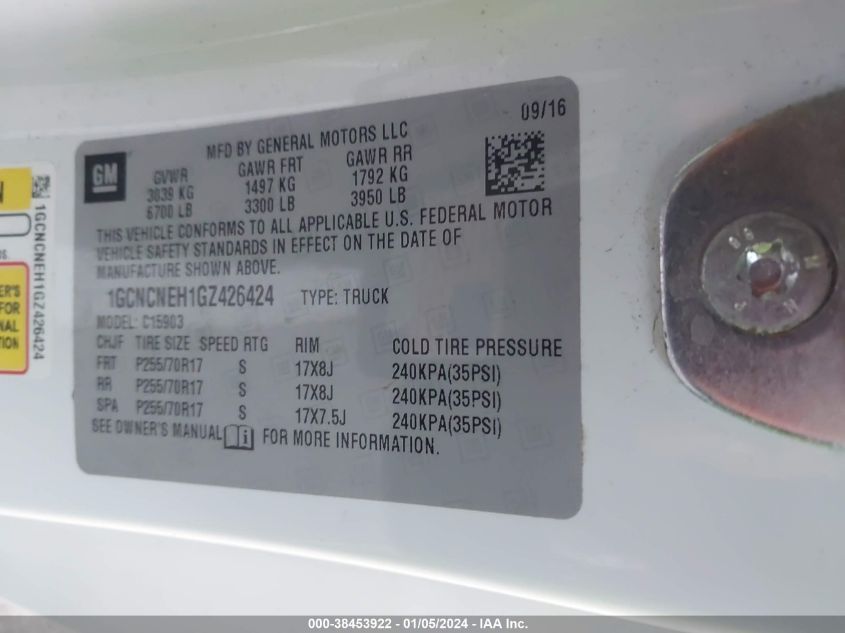 09/16
MFD BY GENERAL MOTORS LLC
GM
GVWR GAWR FRT GAWR RR
3039 KG 1497 KG 1792 KG
6700 LB 3300 LB 3950 LB
THIS VEHICLE CONFORMS TO ALL APPLICABLE U.S. FEDERAL MOTOR
VEHICLE SAFETY STANDARDS IN EFFECT ON THE DATE OF
MANUFACTURE SHOWN ABOVE.
1GCNCNEH1GZ426424 TYPE: TRUCK
MODEL: C15903
CHJF TIRE SIZE SPEED RTG RIM COLD TIRE PRESSURE
FRT P255/70R17 S 17X8J 240KPA(35PSI)
RR P255/70R17 S 17X8J 240KPA(35PSI)
SPA P255/70R17 S 17X7.5J 240KPA(35PSI)
SEE OWNER'S MANUAL i FOR MORE INFORMATION.
1GCNCNEH1GZ426424
N
ER'S
FOR
NAL
TION
000-38453922 - 01/05/2024 - IAA Inc.